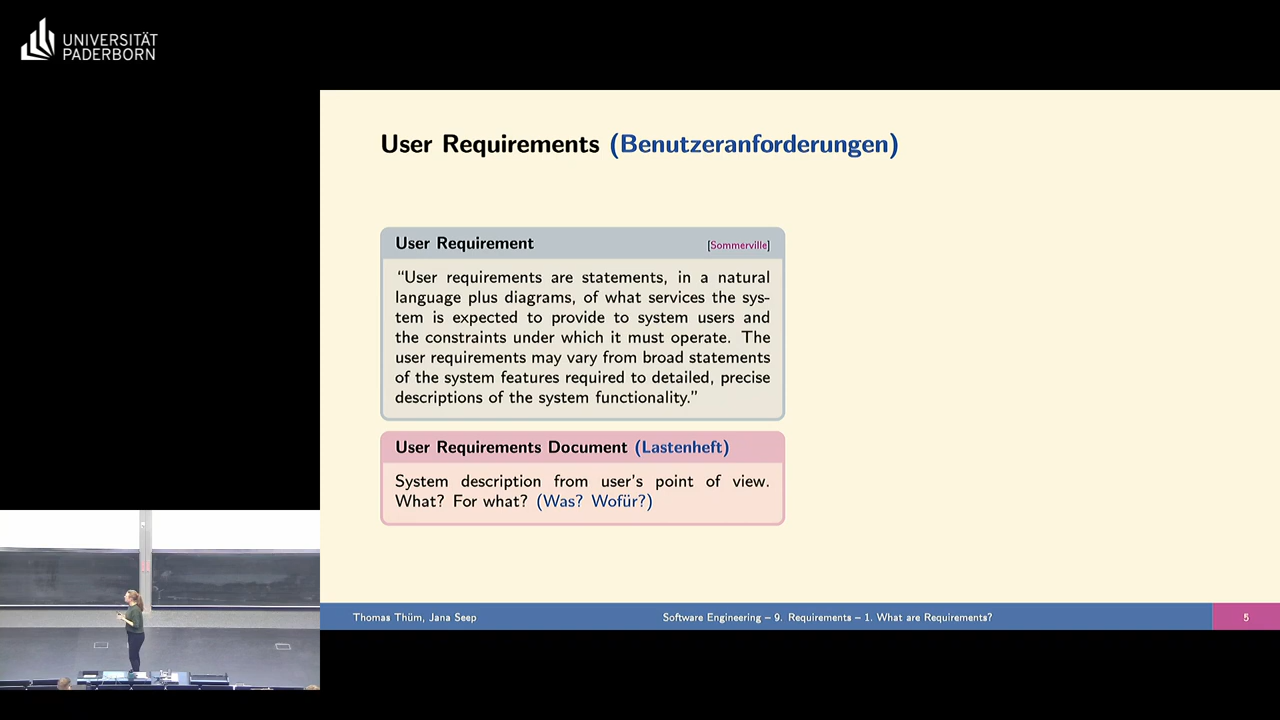 UNIVERSITÄT
PADERBORN
User Requirements (Benutzeranforderungen)
User Requirement [Sommerville]
“User requirements are statements, in a natural
language plus diagrams, of what services the sys-
tem is expected to provide to system users and
the constraints under which it must operate. The
user requirements may vary from broad statements
of the system features required to detailed, precise
descriptions of the system functionality.”
User Requirements Document (Lastenheft)
System description from user’s point of view.
What? For what? (Was? Wofür?)
Thomas Thüm, Jana Seep Software Engineering – 9. Requirements – 1. What are Requirements? 5